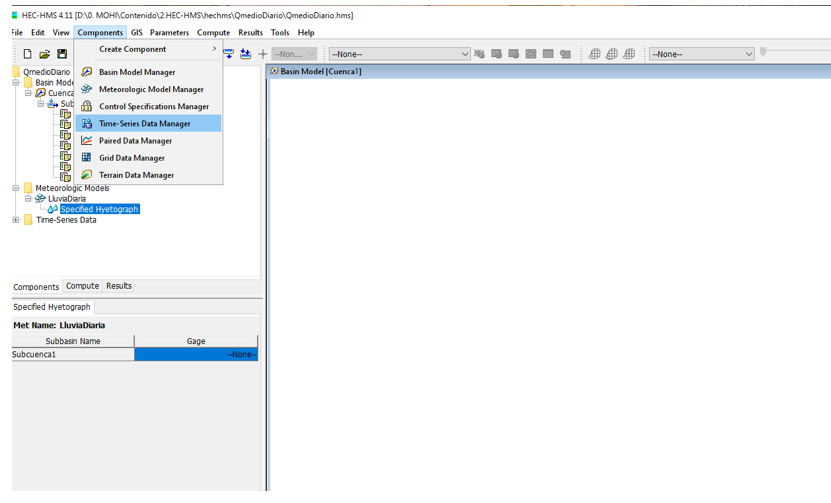 HEC-HMS 4.11 [D:\0. MOHI\Contenido\2.HEC-HMS\hechms\QmedioDiario\QmedioDiario.hms]
File Edit View Components GIS Parameters Compute Results Tools Help
--Non... --None-- --None--
Create Component
Basin Model Manager
Meteorologic Model Manager
Control Specifications Manager
Time-Series Data Manager
Paired Data Manager
Grid Data Manager
Terrain Data Manager
QmedioDiario
Basin Mode
Cuenca
Sub
Meteorologic Models
LluviaDiaria
Specified Hyetograph
Time-Series Data
Components Compute Results
Specified Hyetograph
Met Name: LluviaDiaria
Subbasin Name Gage
Subcuenca1 --None--
Basin Model [Cuenca1]